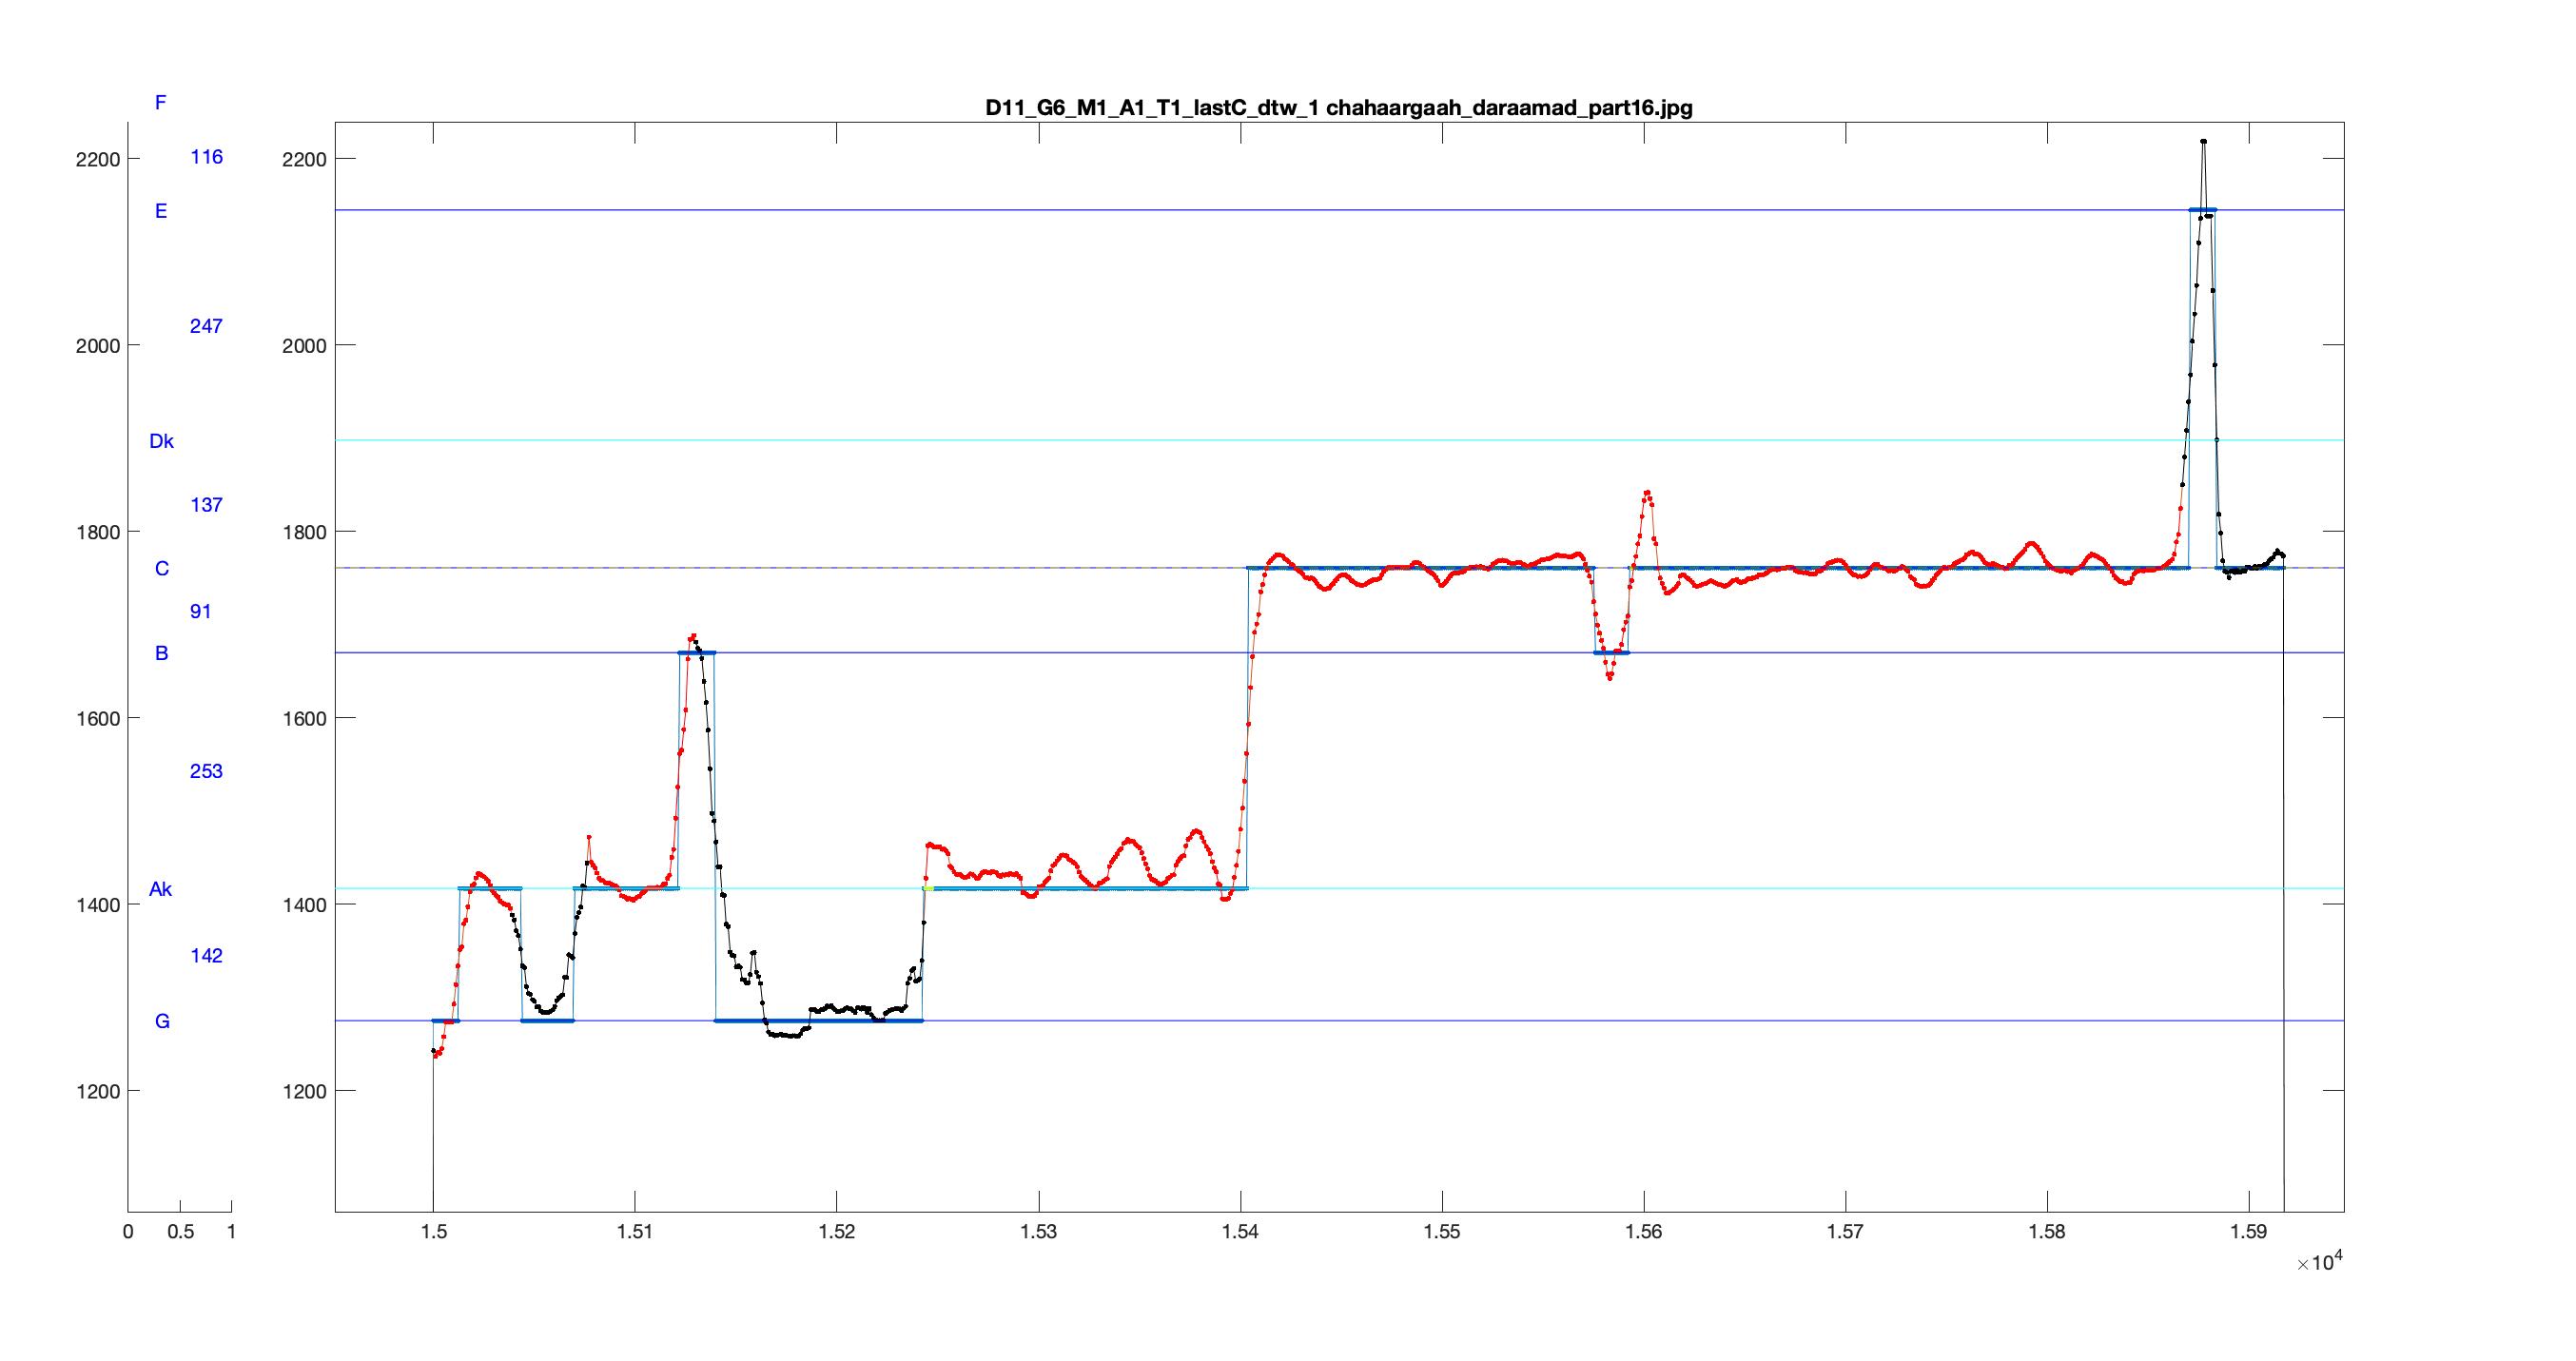 D11_G6_M1_A1_T1_lastC_dtw_1 chahaargaah_daraamad_part16.jpg
F
2200 116 2200
E
247
2000 2000
Dk
137
1800 1800
C
91
B
1600 1600
253
Ak
1400 1400
142
G
1200 1200
0 0.5 1 1.5 1.51 1.52 1.53 1.54 1.55 1.56 1.57 1.58 1.59
×10^4